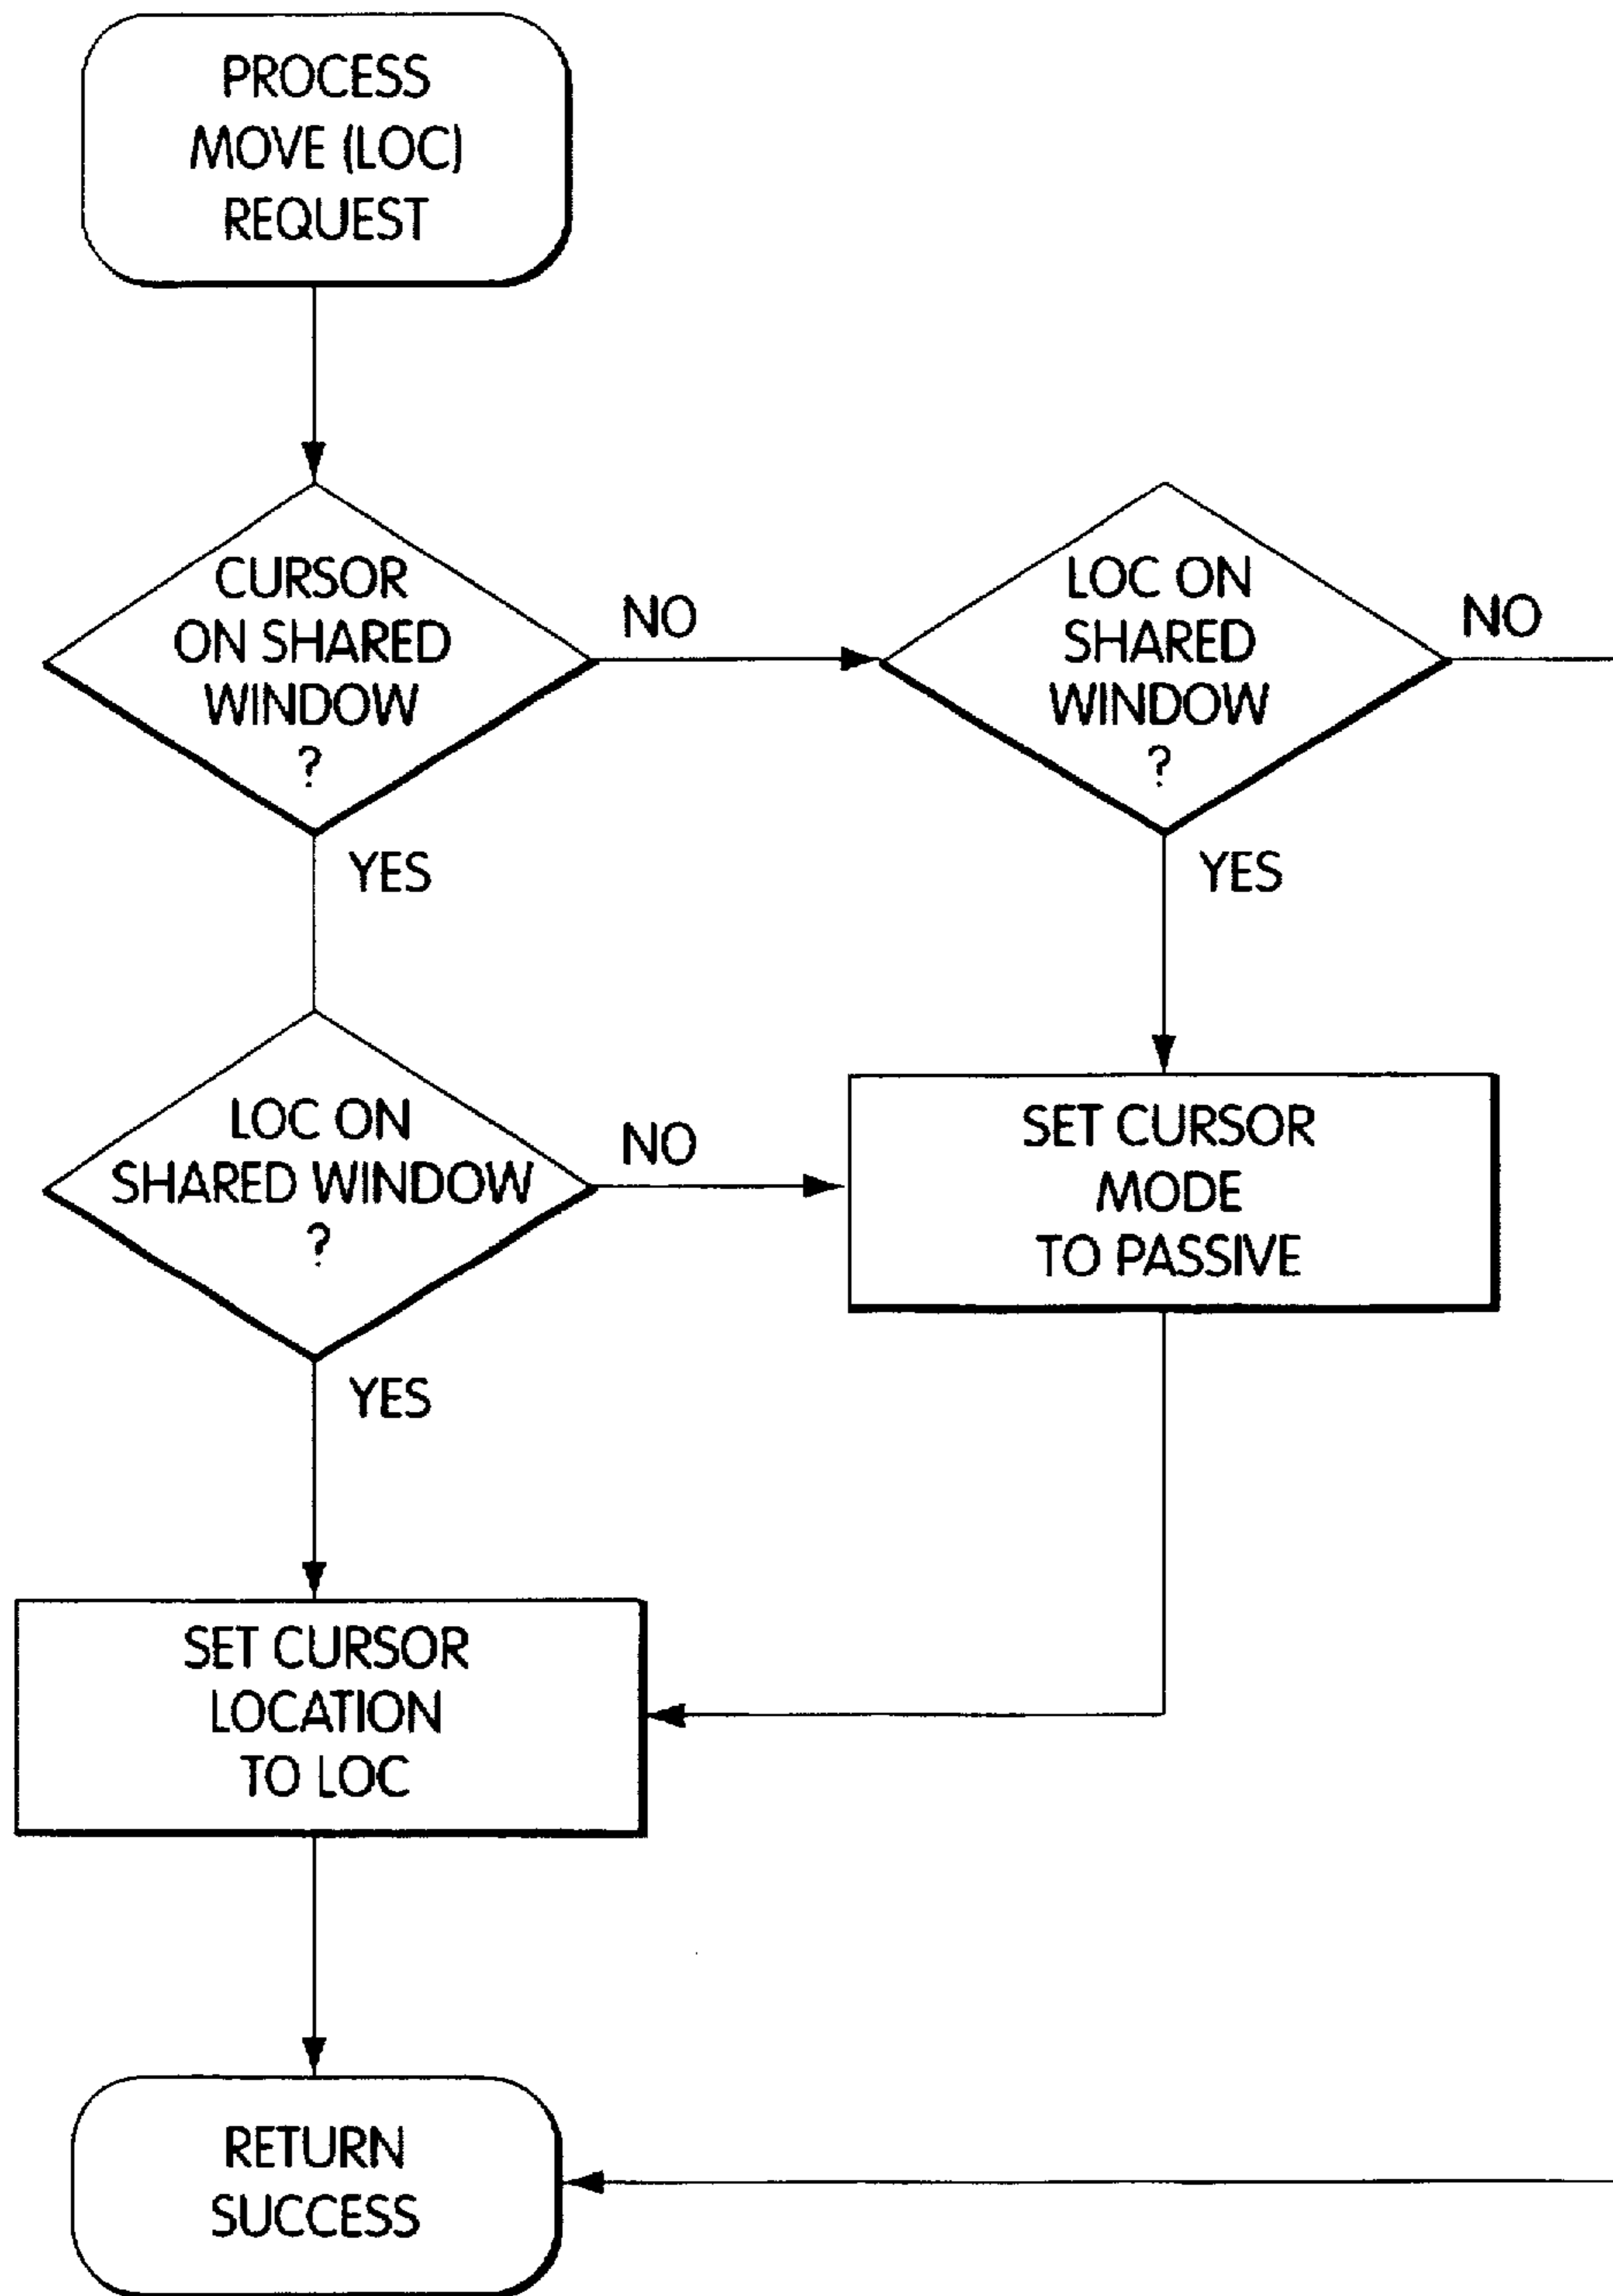 PROCESS
MOVE (LOC)
REQUEST
CURSOR
ON SHARED
WINDOW
?
NO
LOC ON
SHARED
WINDOW
?
NO
YES
YES
LOC ON
SHARED WINDOW
?
NO
SET CURSOR
MODE
TO PASSIVE
YES
SET CURSOR
LOCATION
TO LOC
RETURN
SUCCESS